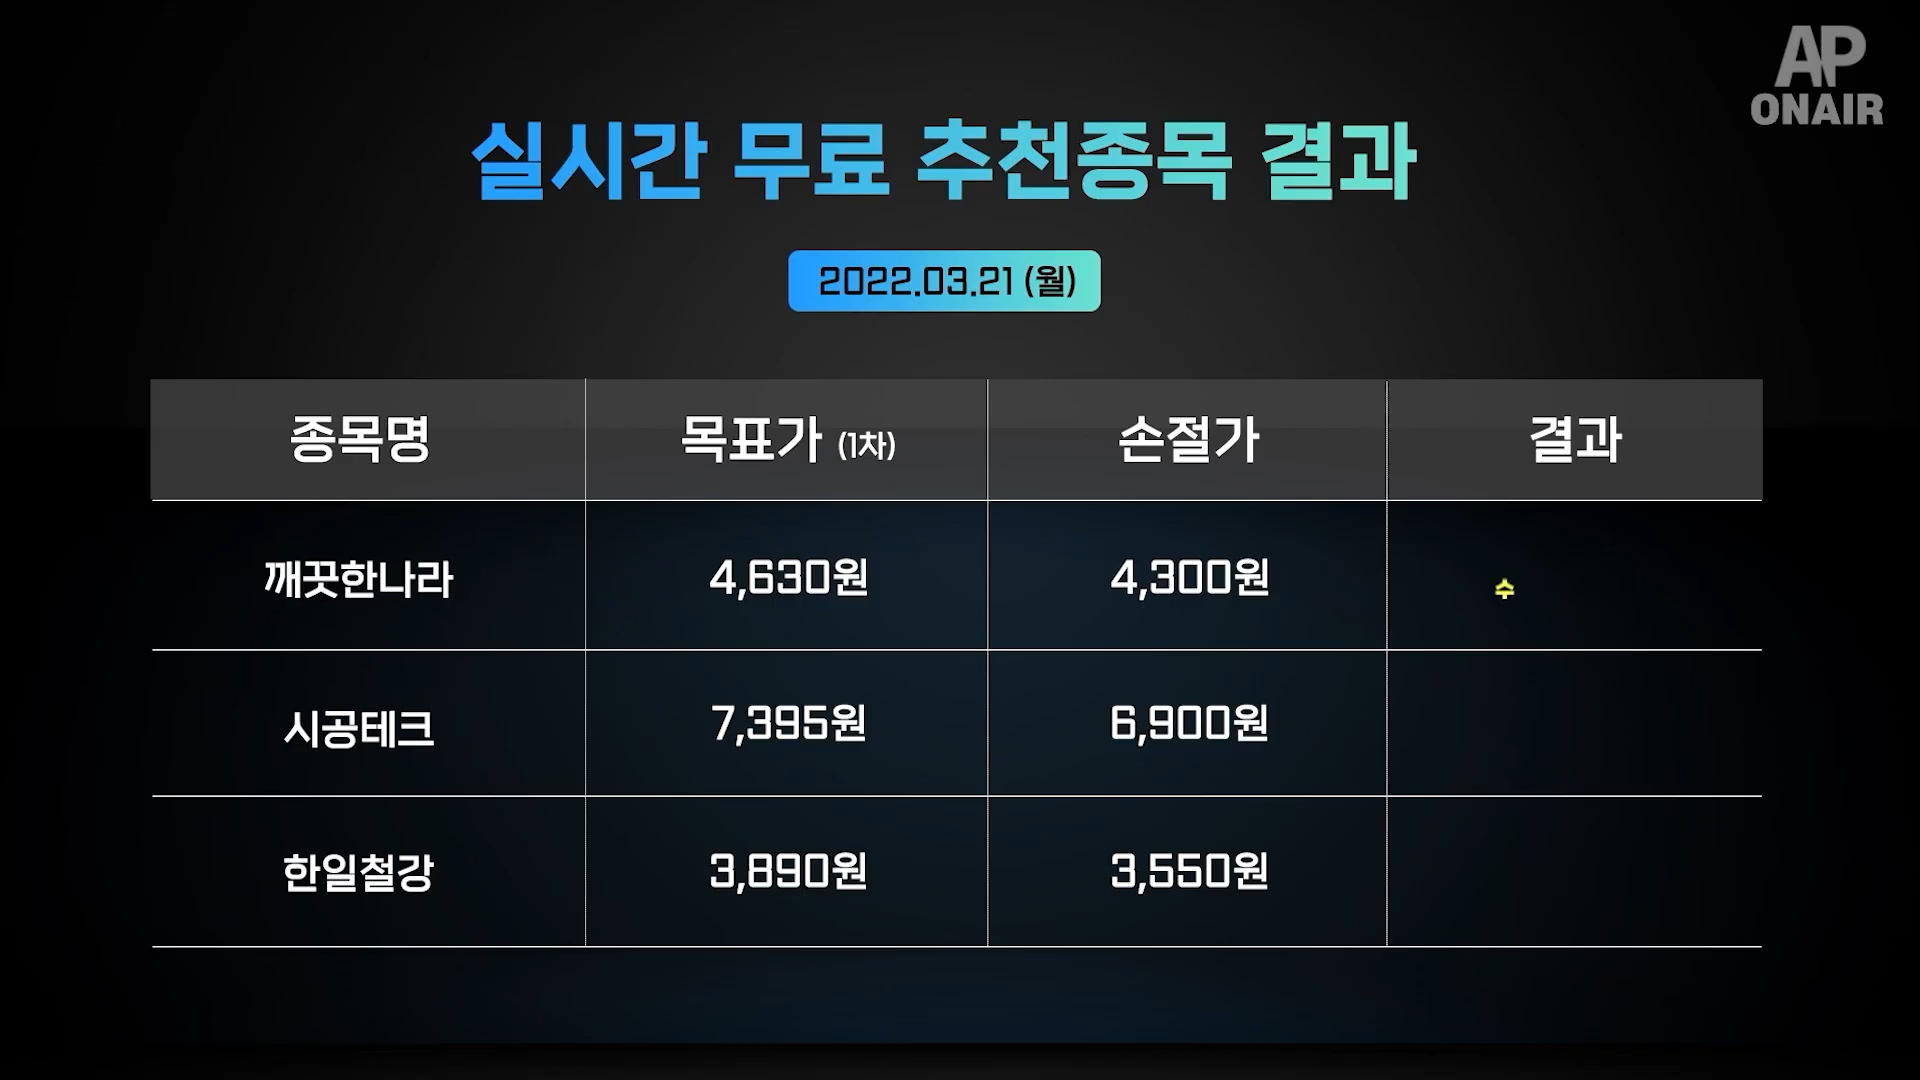 AP
ONAIR
실시간 무료 추천종목 결과
2022.03.21 (월)
종목명 목표가 (1차) 손절가 결과
깨끗한나라 4,630원 4,300원 수
시공테크 7,395원 6,900원
한일철강 3,890원 3,550원